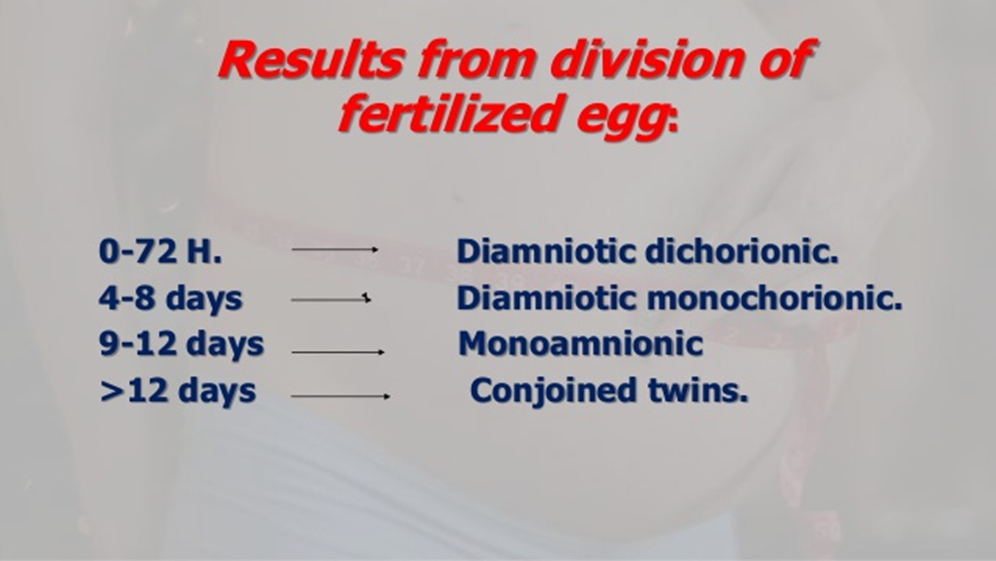 Results from division of
fertilized egg:
0-72 H. Diamniotic dichorionic.
4-8 days Diamniotic monochorionic.
9-12 days Monoamnionic
>12 days Conjoined twins.